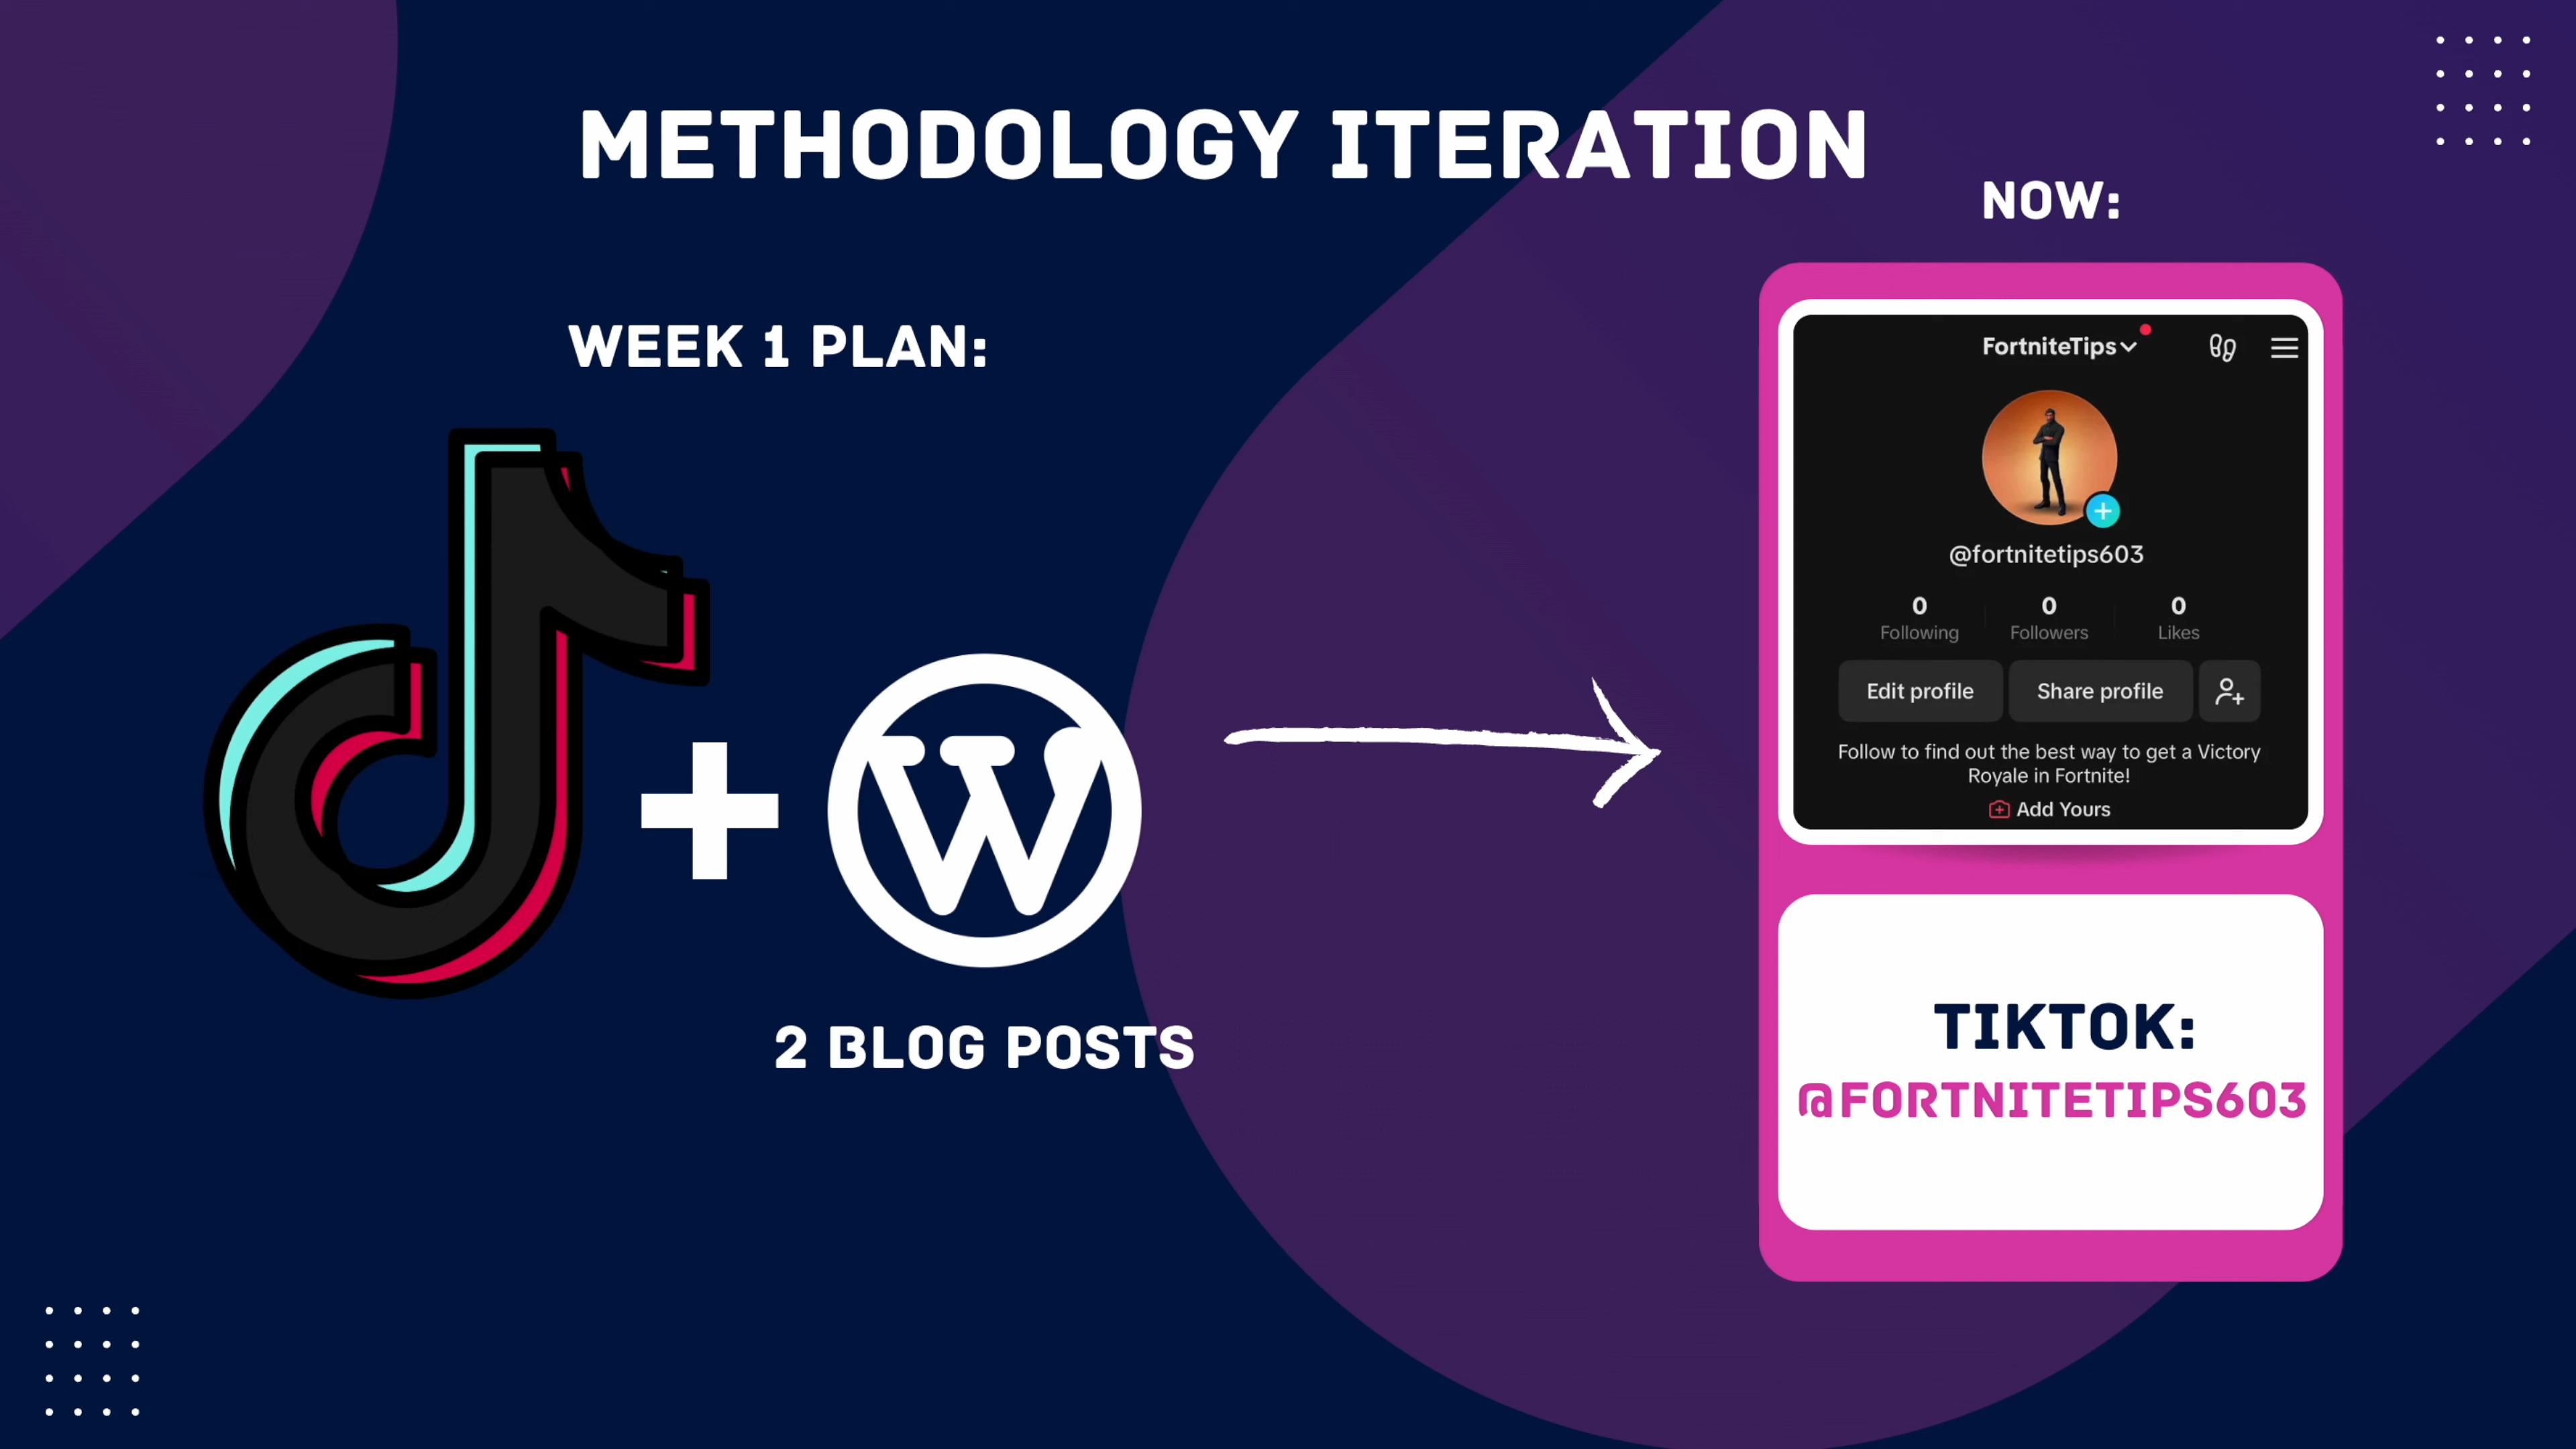 METHODOLOGY ITERATION
WEEK 1 PLAN:
2 BLOG POSTS
NOW:
FortniteTips
@fortnitetips603
0 0 0
Following Followers Likes
Edit profile Share profile
Follow to find out the best way to get a Victory
Royale in Fortnite!
Add Yours
TIKTOK:
@FORTNITETIPS603